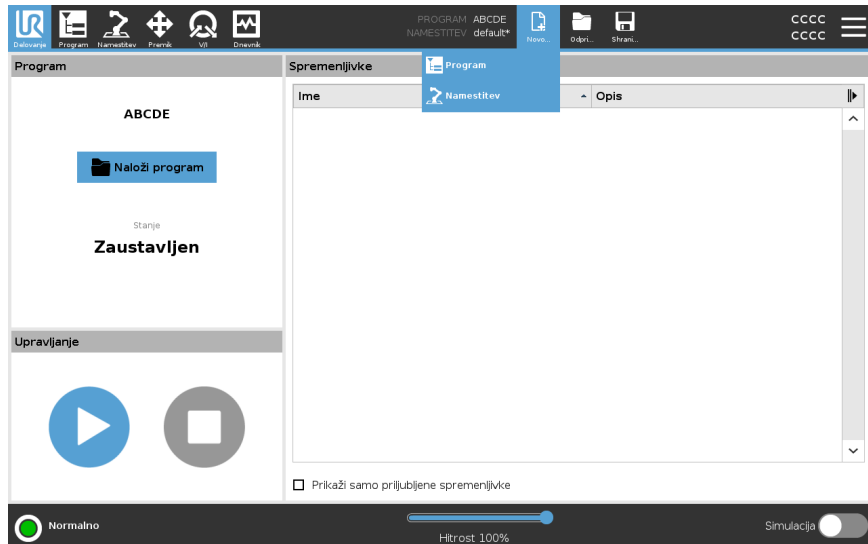 UR
PROGRAM ABCDE
NAMESTITEV default*
cccc
cccc
Delovanje Program Namestitev Premik V/I Dnevnik Novo... Odpri... Shrani...
Program
Spremenljivke
Program
Namestitev
Ime Opis
ABCDE
Naloži program
Stanje
Zaustavljen
Upravljanje
Prikaži samo priljubljene spremenljivke
Normalno
Hitrost 100%
Simulacija